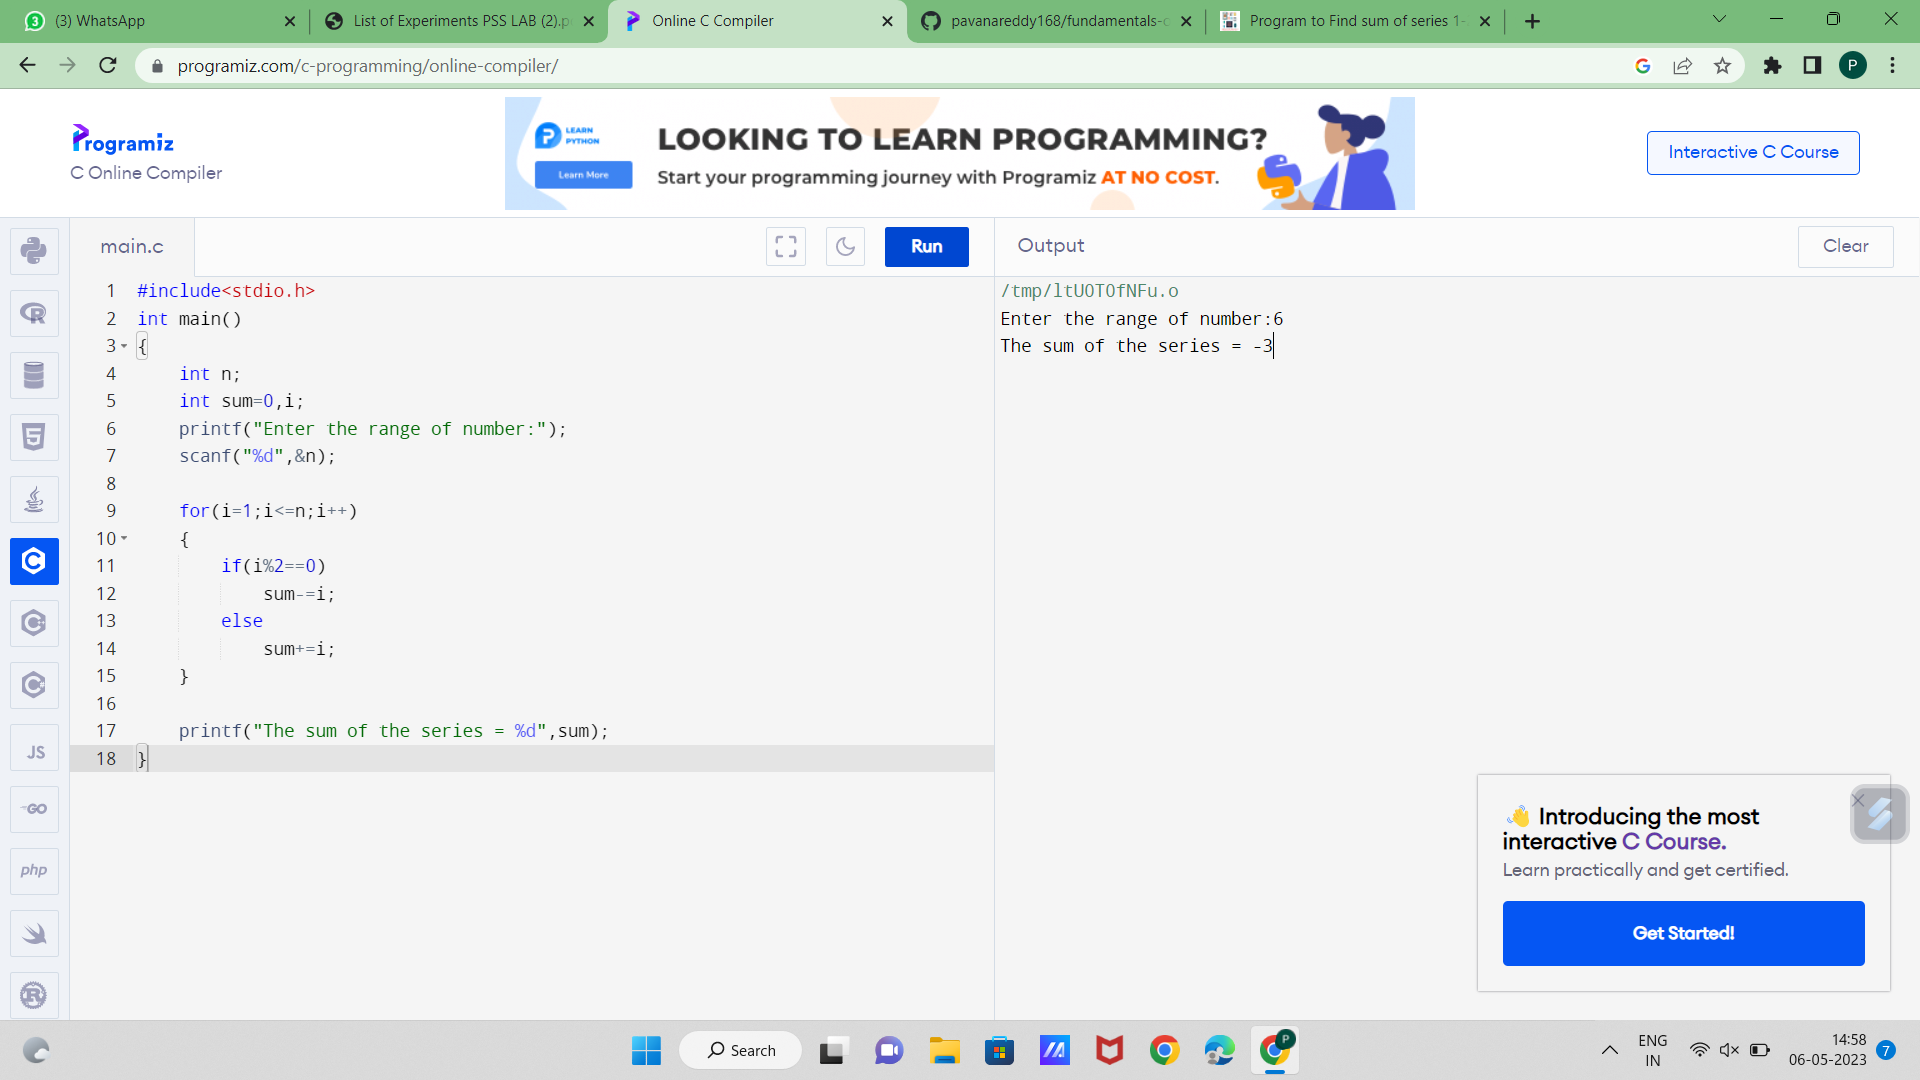 (3) WhatsApp
List of Experiments PSS LAB (2).p
Online C Compiler
pavanareddy168/fundamentals-c
Program to Find sum of series 1-
programiz.com/c-programming/online-compiler/
P
Programiz
C Online Compiler
LEARN
PYTHON
Learn More
LOOKING TO LEARN PROGRAMMING?
Start your programming journey with Programiz AT NO COST.
Interactive C Course
main.c
Run
Output
Clear
1 #include<stdio.h>
2 int main()
3 {
4 int n;
5 int sum=0,i;
6 printf("Enter the range of number:");
7 scanf("%d",&n);
8
9 for(i=1;i<=n;i++)
10 {
11 if(i%2==0)
12 sum-=i;
13 else
14 sum+=i;
15 }
16
17 printf("The sum of the series = %d",sum);
18 }
/tmp/ltUOTOfNFu.o
Enter the range of number:6
The sum of the series = -3
JS
GO
php
👋 Introducing the most
interactive C Course.
Learn practically and get certified.
Get Started!
Search
P
ENG
IN
14:58
06-05-2023
7